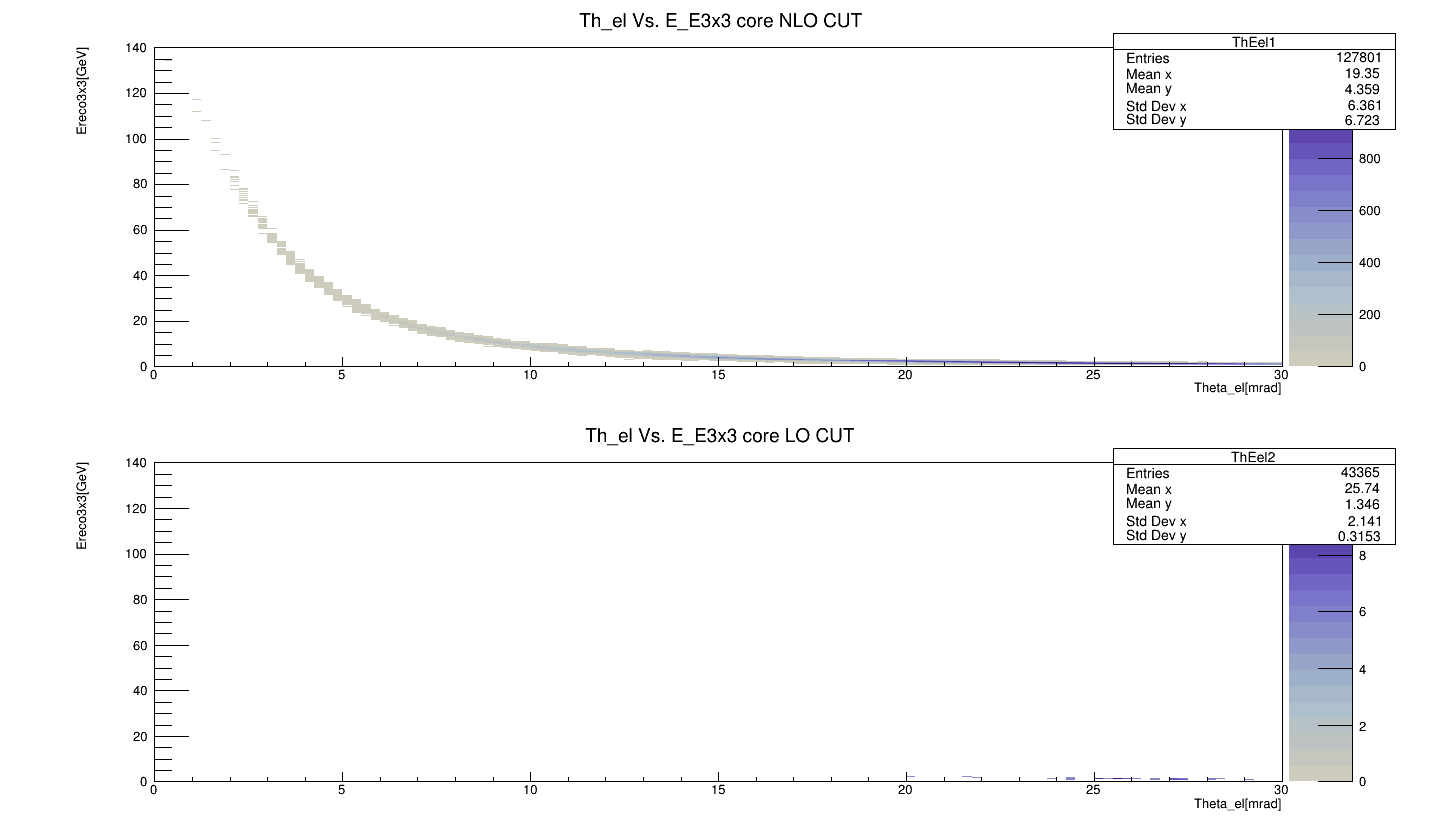 Th_el Vs. E_E3x3 core NLO CUT
Ereco3x3[GeV]
ThEel1
Entries 127801
Mean x 19.35
Mean y 4.359
Std Dev x 6.361
Std Dev y 6.723
140
120
100
80
60
40
20
0
800
600
400
200
0
0 5 10 15 20 25 30
Theta_el[mrad]
Th_el Vs. E_E3x3 core LO CUT
Ereco3x3[GeV]
ThEel2
Entries 43365
Mean x 25.74
Mean y 1.346
Std Dev x 2.141
Std Dev y 0.3153
140
120
100
80
60
40
20
0
8
6
4
2
0
0 5 10 15 20 25 30
Theta_el[mrad]